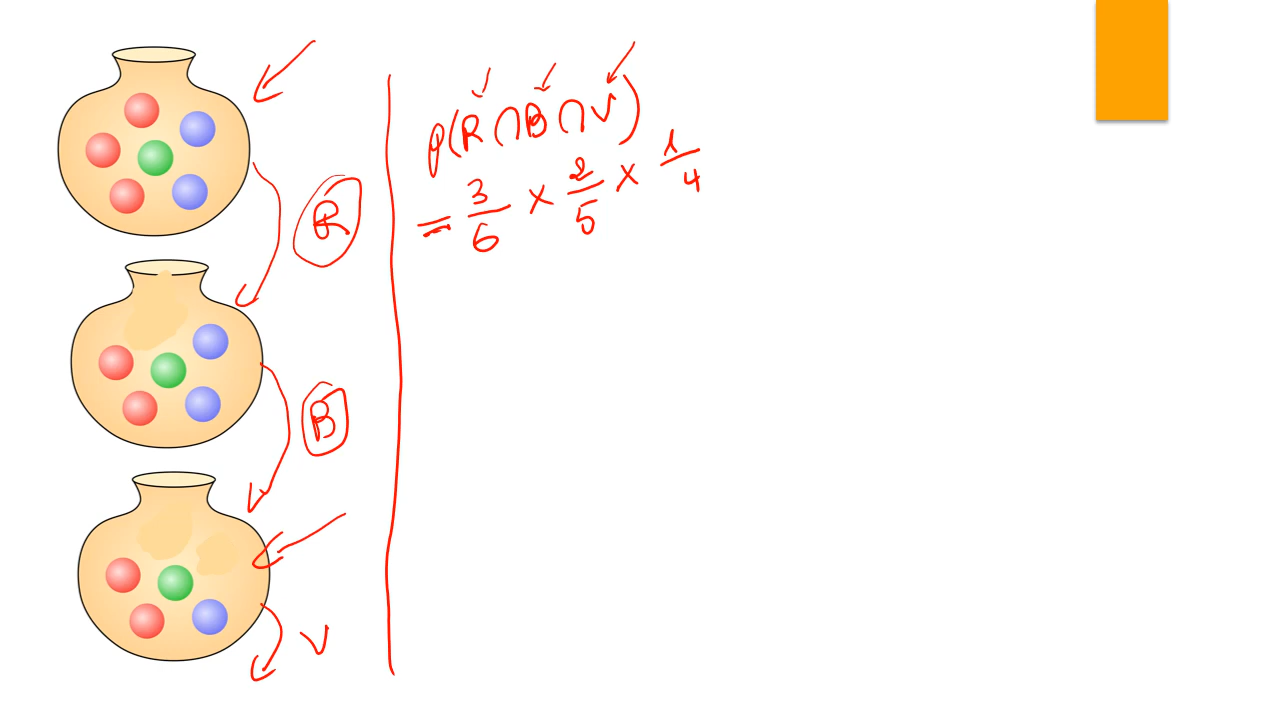 P(R ∩ B ∩ V)
= 3/6 × 2/5 × 1/4
R
B
V